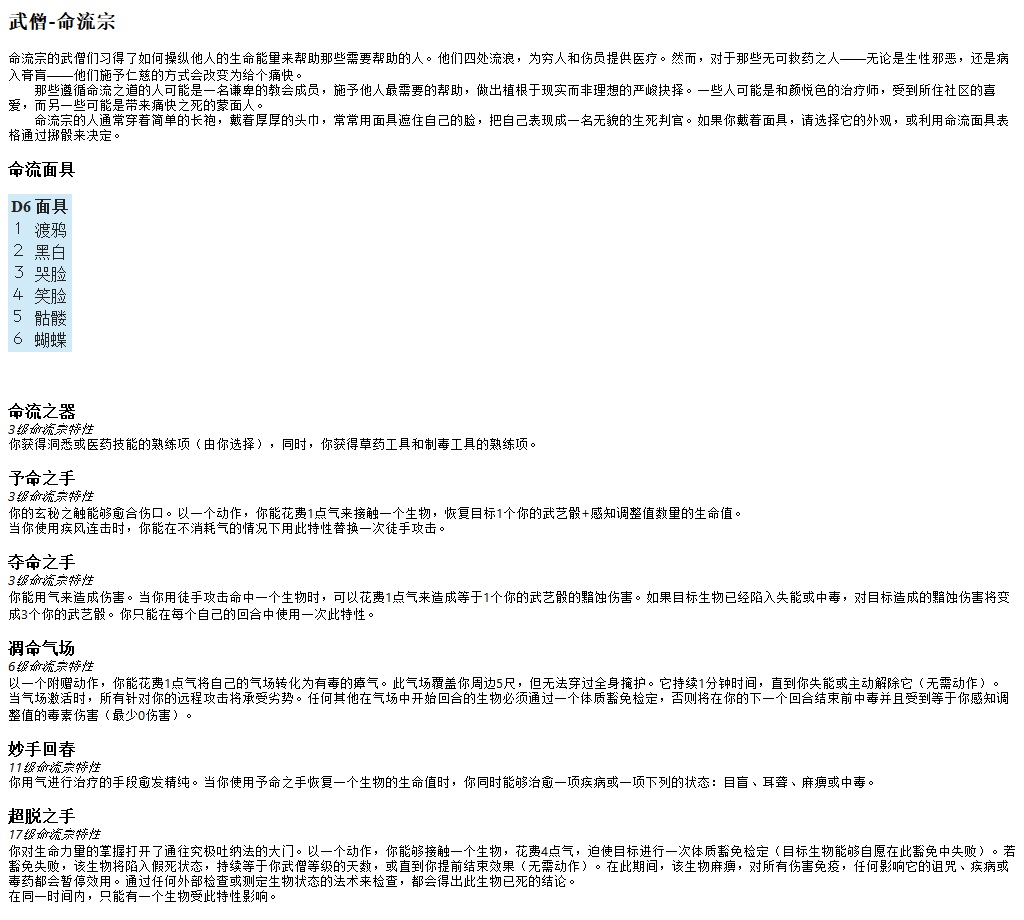 武僧-命流宗
命流宗的武僧们习得了如何操纵他人的生命能量来帮助那些需要帮助的人。他们四处流浪，为穷人和伤员提供医疗。然而，对于那些无可救药之人——无论是生性邪恶，还是病
入膏肓——他们施予仁慈的方式会改变为给个痛快。
那些遵循命流之道的人可能是一名谦卑的教会成员，施予他人最需要的帮助，做出植根于现实而非理想的严峻抉择。一些人可能是和颜悦色的治疗师，受到所住社区的喜
爱，而另一些可能是带来痛快之死的蒙面人。
命流宗的人通常穿着简单的长袍，戴着厚厚的头巾，常常用面具遮住自己的脸，把自己表现成一名无貌的生死判官。如果你戴着面具，请选择它的外观，或利用命流面具表
格通过掷骰来决定。
命流面具
D6 面具
1 渡鸦
2 黑白
3 哭脸
4 笑脸
5 骷髅
6 蝴蝶
命流之器
3级命流宗特性
你获得洞悉或医药技能的熟练项（由你选择），同时，你获得草药工具和制毒工具的熟练项。
予命之手
3级命流宗特性
你的玄秘之触能够愈合伤口。以一个动作，你能花费1点气来接触一个生物，恢复目标1个你的武艺骰+感知调整值数量的生命值。
当你使用疾风连击时，你能在不消耗气的情况下用此特性替换一次徒手攻击。
夺命之手
3级命流宗特性
你能用气来造成伤害。当你用徒手攻击命中一个生物时，可以花费1点气来造成等于1个你的武艺骰的黯蚀伤害。如果目标生物已经陷入失能或中毒，对目标造成的黯蚀伤害将变
成3个你的武艺骰。你只能在每个自己的回合中使用一次此特性。
凋命气场
6级命流宗特性
以一个附赠动作，你能花费1点气将自己的气场转化为有毒的瘴气。此气场覆盖你周边5尺，但无法穿过全身掩护。它持续1分钟时间，直到你失能或主动解除它（无需动作）。
当气场激活时，所有针对你的远程攻击将承受劣势。任何其他在气场中开始回合的生物必须通过一个体质豁免检定，否则将在你的下一个回合结束前中毒并且受到等于你感知调
整值的毒素伤害（最少0伤害）。
妙手回春
11级命流宗特性
你用气进行治疗的手段愈发精纯。当你使用予命之手恢复一个生物的生命值时，你同时能够治愈一项疾病或一项下列的状态：目盲、耳聋、麻痹或中毒。
超脱之手
17级命流宗特性
你对生命力量的掌握打开了通往究极吐纳法的大门。以一个动作，你能够接触一个生物，花费4点气，迫使目标进行一次体质豁免检定（目标生物能够自愿在此豁免中失败）。若
豁免失败，该生物将陷入假死状态，持续等于你武僧等级的天数，或直到你提前结束效果（无需动作）。在此期间，该生物麻痹，对所有伤害免疫，任何影响它的诅咒、疾病或
毒药都会暂停效用。通过任何外部检查或测定生物状态的法术来检查，都会得出此生物已死的结论。
在同一时间内，只能有一个生物受此特性影响。